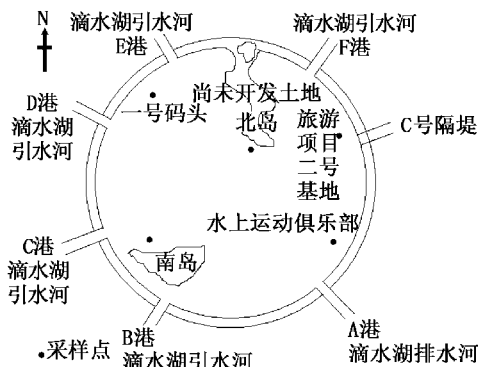 N
滴水湖引水河
E港
滴水湖引水河
F港
尚未开发土地
一号码头
北岛
旅游
项目
二号
基地
C号隔堤
D港
滴水湖
引水河
水上运动俱乐部
C港
滴水湖
引水河
南岛
B港
滴水湖引水河
A港
滴水湖排水河
采样点